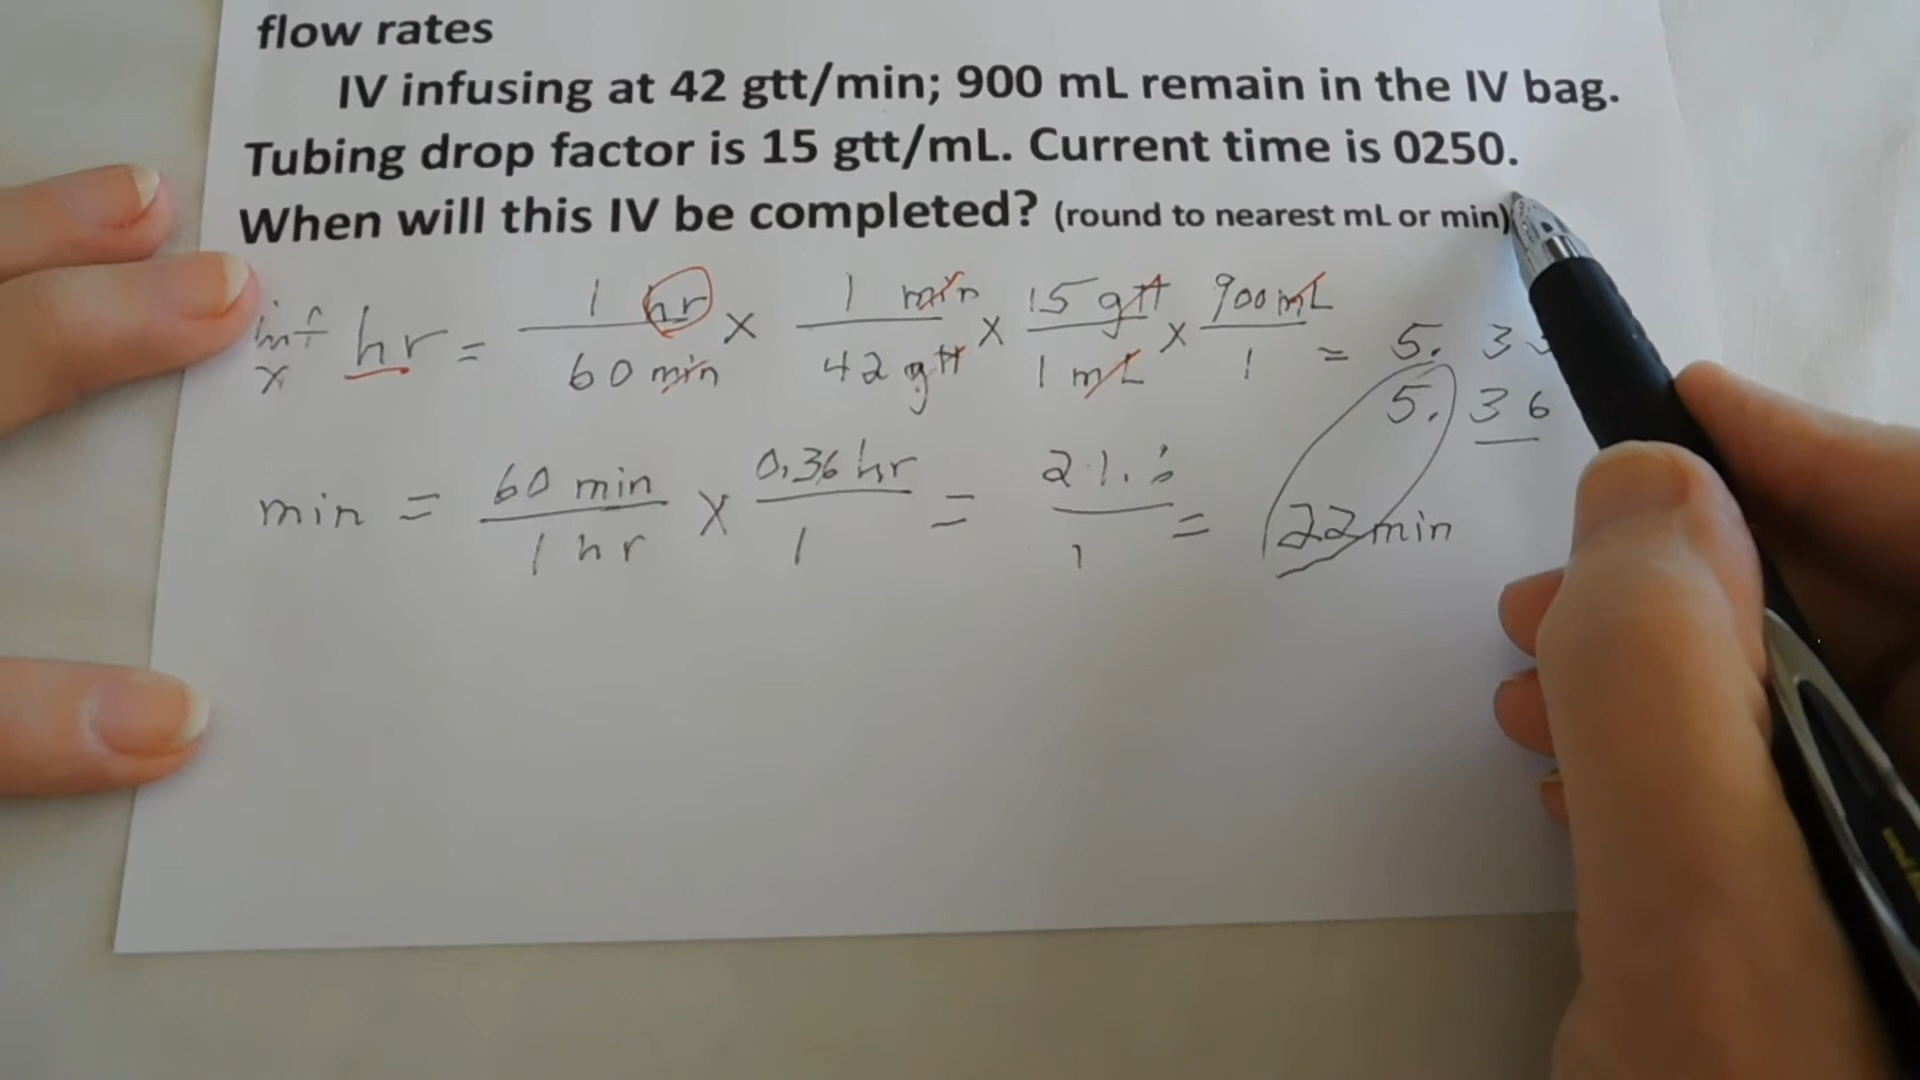 flow rates
IV infusing at 42 gtt/min; 900 mL remain in the IV bag.
Tubing drop factor is 15 gtt/mL. Current time is 0250.
When will this IV be completed? (round to nearest mL or min)
inf hr = 1 hr / 60 min x 1 min / 42 gtt x 15 gtt / 1 mL x 900 mL / 1 = 5. 3
x
5. 36
min = 60 min / 1 hr x 0.36 hr / 1 = 21.6 / 1 = 22 min